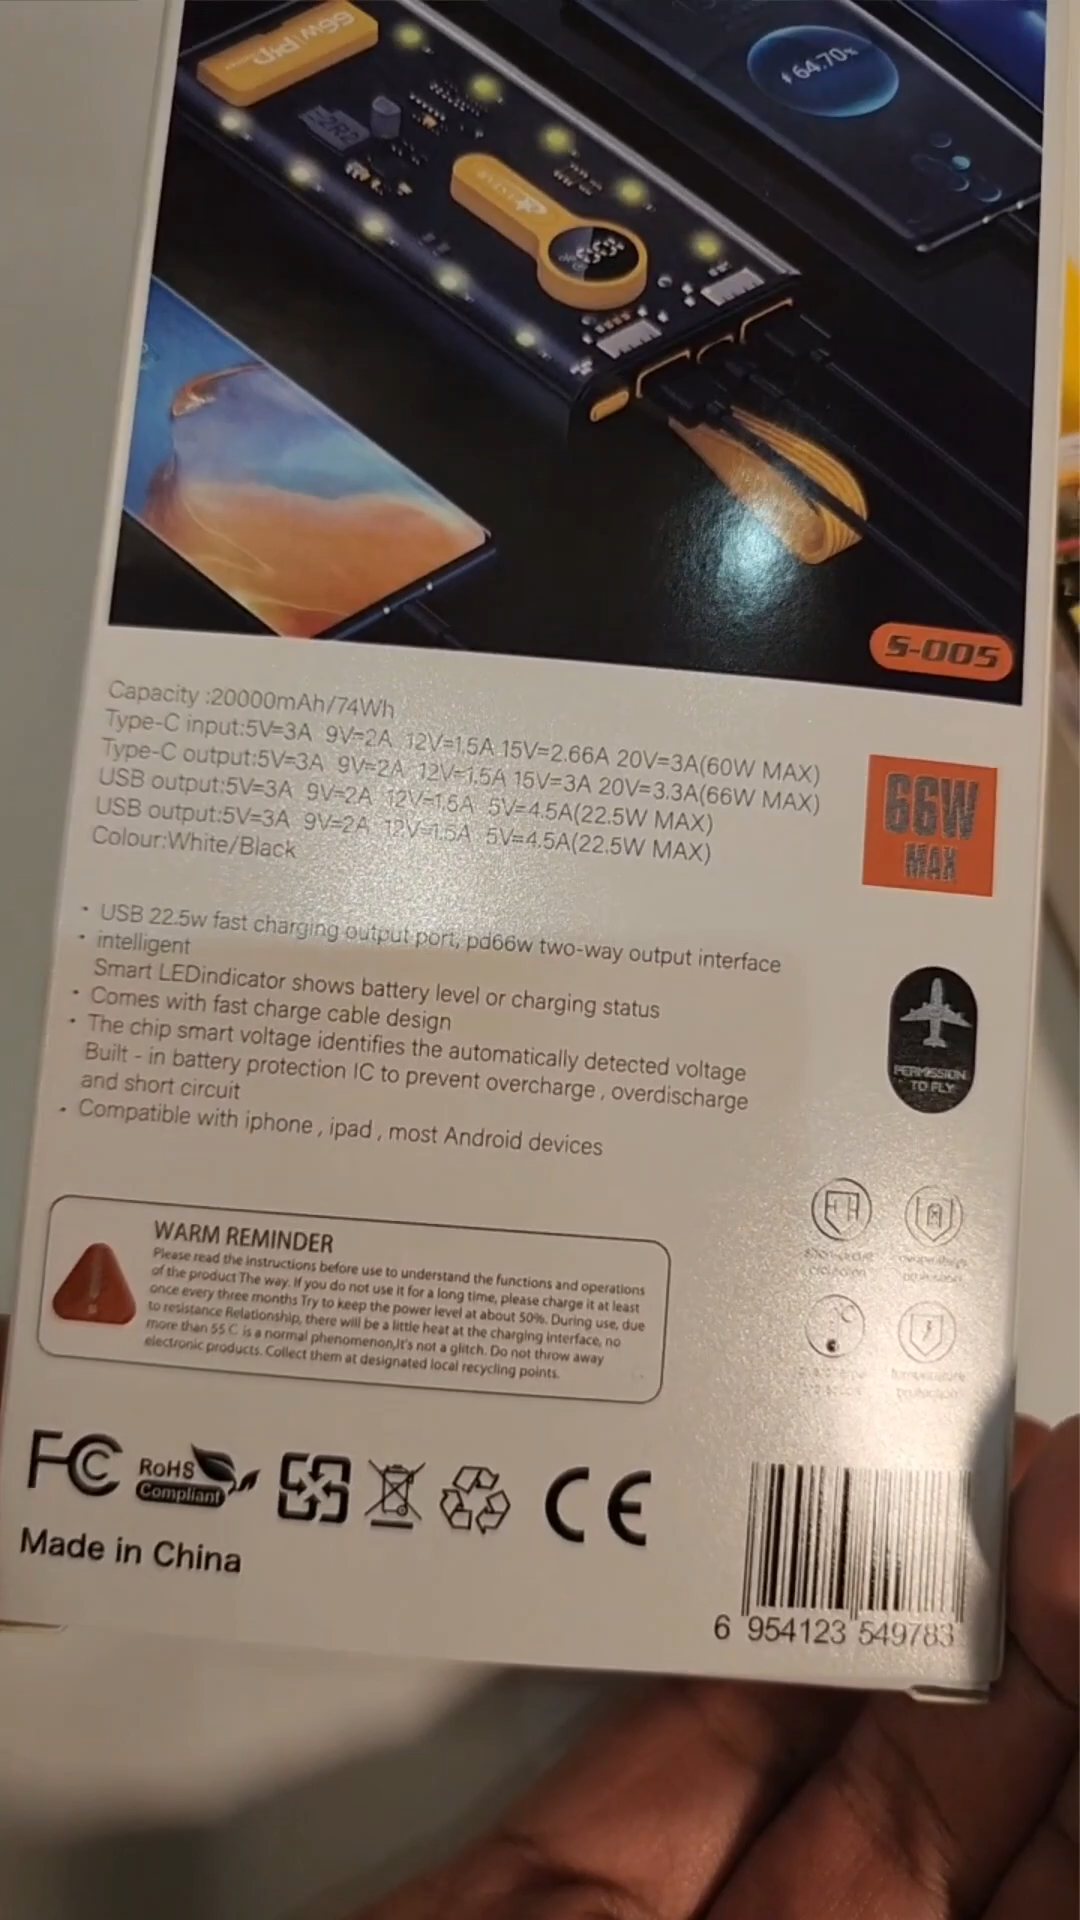 66W PD
2R2
64.70%
S-005
Capacity :20000mAh/74Wh
Type-C input:5V=3A 9V=2A 12V=1.5A 15V=2.66A 20V=3A(60W MAX)
Type-C output:5V=3A 9V=2A 12V=1.5A 15V=3A 20V=3.3A(66W MAX)
USB output:5V=3A 9V=2A 12V=1.5A 5V=4.5A(22.5W MAX)
USB output:5V=3A 9V=2A 12V=1.5A 5V=4.5A(22.5W MAX)
Colour:White/Black
66W
MAX
• USB 22.5w fast charging output port, pd66w two-way output interface
• intelligent
Smart LEDindicator shows battery level or charging status
• Comes with fast charge cable design
• The chip smart voltage identifies the automatically detected voltage
Built - in battery protection IC to prevent overcharge , overdischarge
and short circuit
• Compatible with iphone , ipad , most Android devices
PERMISSION
TO FLY
WARM REMINDER
Please read the instructions before use to understand the functions and operations
of the product The way. If you do not use it for a long time, please charge it at least
once every three months Try to keep the power level at about 50%. During use, due
to resistance Relationship, there will be a little heat at the charging interface, no
more than 55 C is a normal phenomenon,It's not a glitch. Do not throw away
electronic products. Collect them at designated local recycling points.
temperature
protection
FC
RoHS
Compliant
CE
Made in China
6 954123 549783